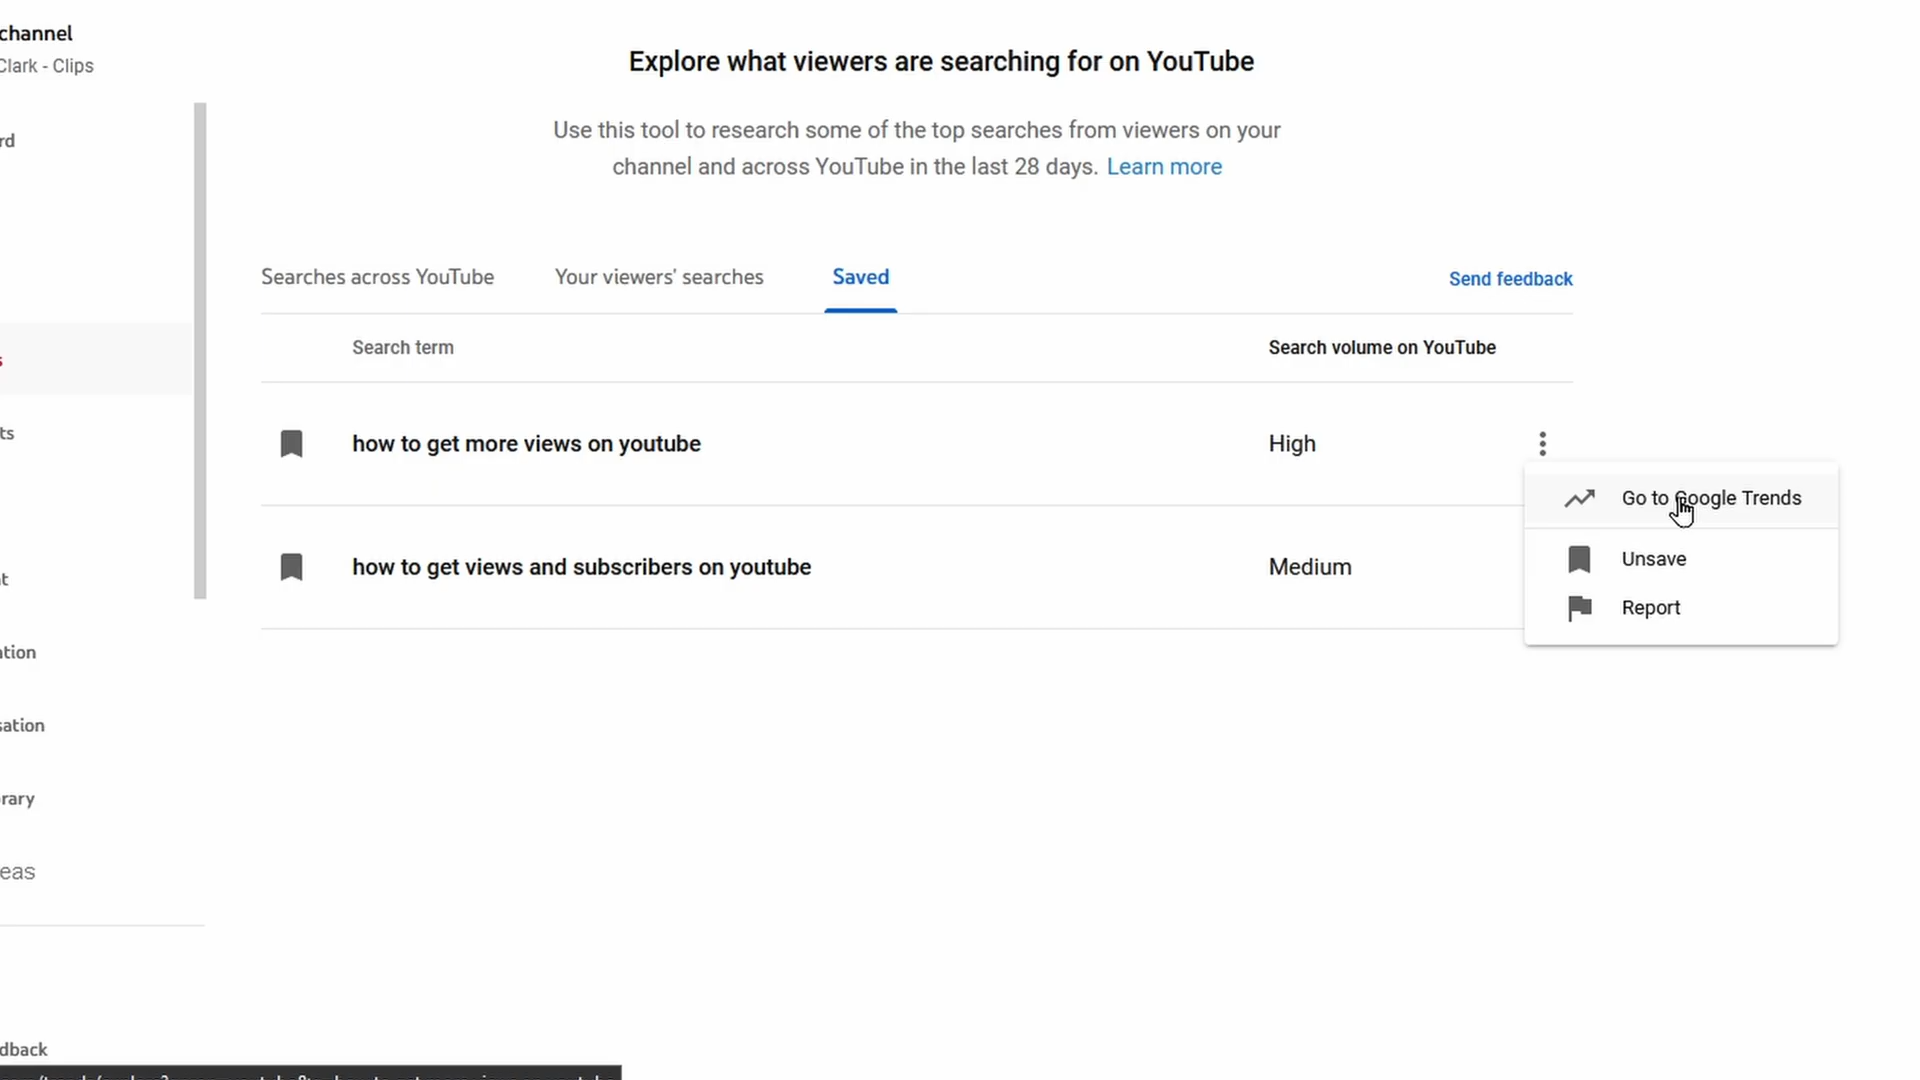 channel
Clark - Clips
Explore what viewers are searching for on YouTube
Use this tool to research some of the top searches from viewers on your
channel and across YouTube in the last 28 days. Learn more
Searches across YouTube
Your viewers' searches
Saved
Send feedback
Search term
Search volume on YouTube
how to get more views on youtube
High
Go to Google Trends
Unsave
Report
how to get views and subscribers on youtube
Medium
rd
s
ts
t
ation
sation
rary
eas
dback